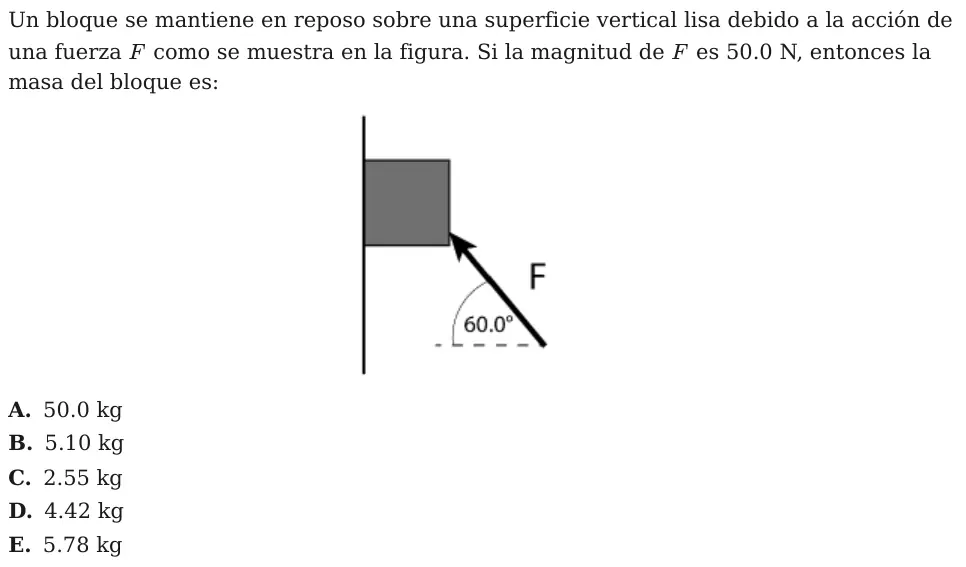 Un bloque se mantiene en reposo sobre una superficie vertical lisa debido a la acción de
una fuerza F como se muestra en la figura. Si la magnitud de F es 50.0 N, entonces la
masa del bloque es:
F
60.0°
A. 50.0 kg
B. 5.10 kg
C. 2.55 kg
D. 4.42 kg
E. 5.78 kg